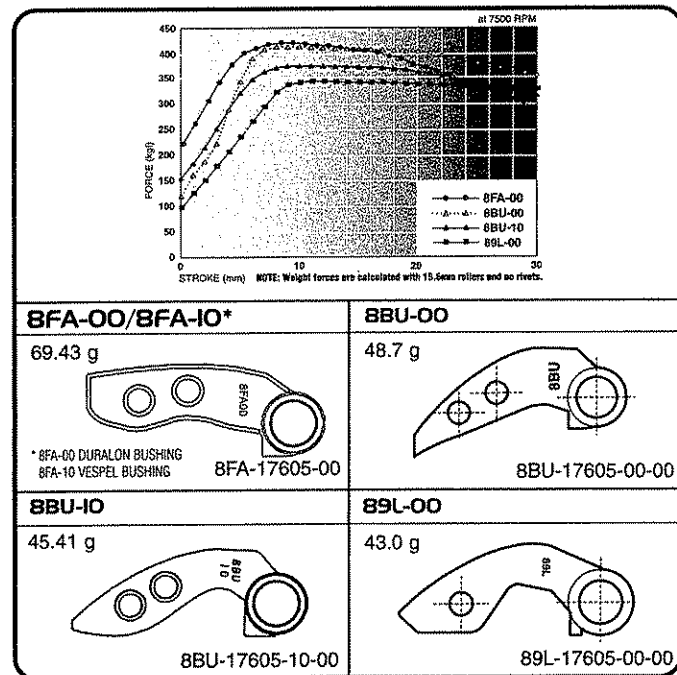 at 7500 RPM
450
400
350
300
250
200
150
100
50
0
FORCE (kgf)
0 10 20 30
8FA-00
8BU-00
8BU-10
89L-00
STROKE (mm) NOTE: Weight forces are calculated with 15.6mm rollers and no rivets.
8FA-00/8FA-10*
69.43 g
8FA00
* 8FA-00 DURALON BUSHING
8FA-10 VESPEL BUSHING
8FA-17605-00
8BU-00
48.7 g
8BU
8BU-17605-00-00
8BU-10
45.41 g
8BU
10
8BU-17605-10-00
89L-00
43.0 g
89L
89L-17605-00-00